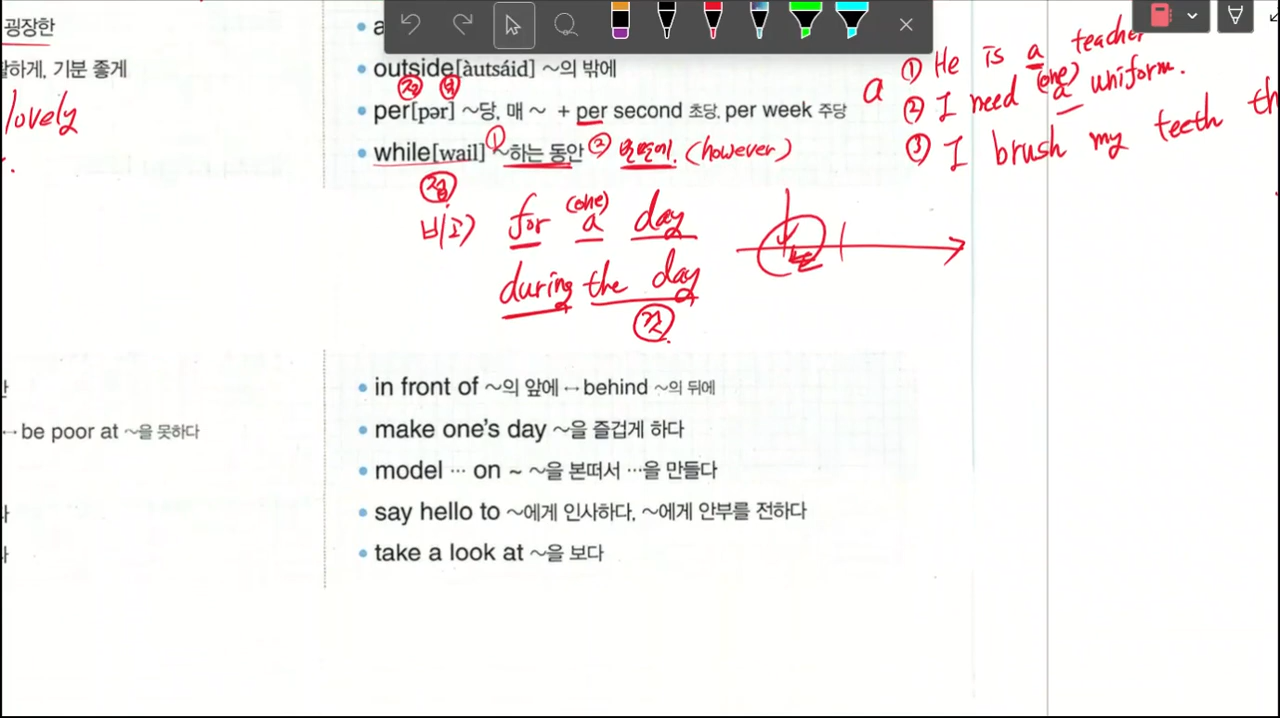 굉장한
하게, 기분 좋게
lovely
a
outside[àutsáid] ~의 밖에
per[pər] ~당, 매 ~ + per second 초당, per week 주당
while[wail] ① ~하는 동안 ② 반면에. (however)
접
비교) for a (one) day
during the day
a ① He is a teacher
② I need a (one) uniform.
③ I brush my teeth th
in front of ~의 앞에 ↔ behind ~의 뒤에
↔ be poor at ~을 못하다
make one's day ~을 즐겁게 하다
model … on ~ ~을 본떠서 …을 만들다
say hello to ~에게 인사하다, ~에게 안부를 전하다
take a look at ~을 보다